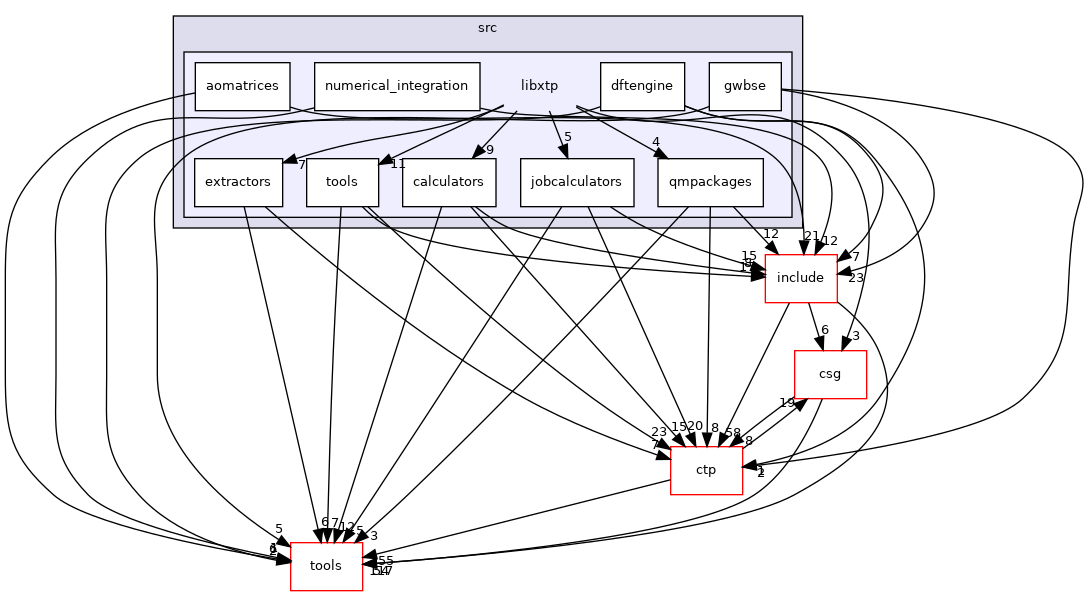 src
aomatrices numerical_integration libxtp dftengine gwbse
5 4
9
7 11
extractors tools calculators jobcalculators qmpackages
12 21 12
15 7
include
23
6 3
csg
19
23 15 20 8 58
7 8
ctp
2
6 7 12 5 3
5
tools